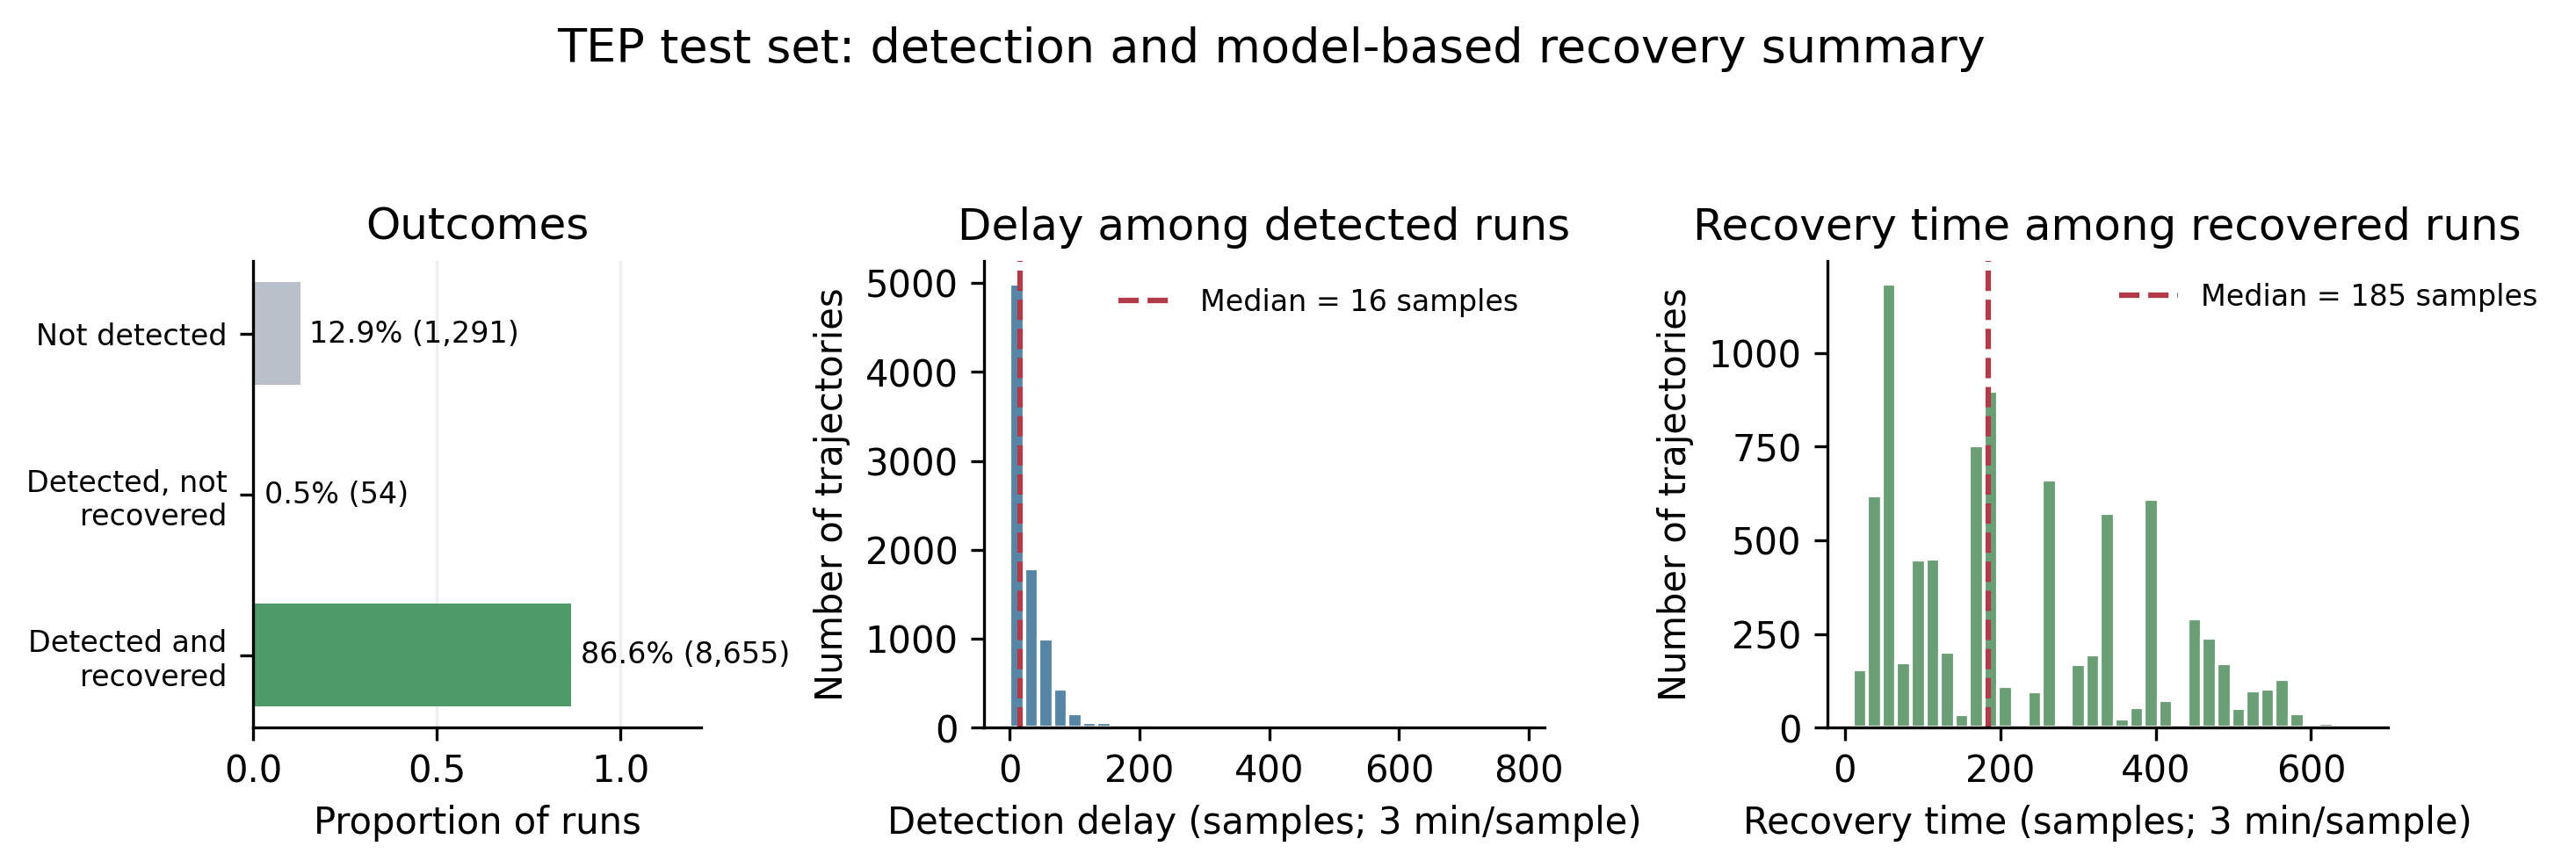 TEP test set: detection and model-based recovery summary
Outcomes
Not detected
12.9% (1,291)
Detected, not
recovered
0.5% (54)
Detected and
recovered
86.6% (8,655)
0.0 0.5 1.0
Proportion of runs
Delay among detected runs
Number of trajectories
5000
4000
3000
2000
1000
0
Median = 16 samples
0 200 400 600 800
Detection delay (samples; 3 min/sample)
Recovery time among recovered runs
Number of trajectories
1000
750
500
250
0
Median = 185 samples
0 200 400 600
Recovery time (samples; 3 min/sample)